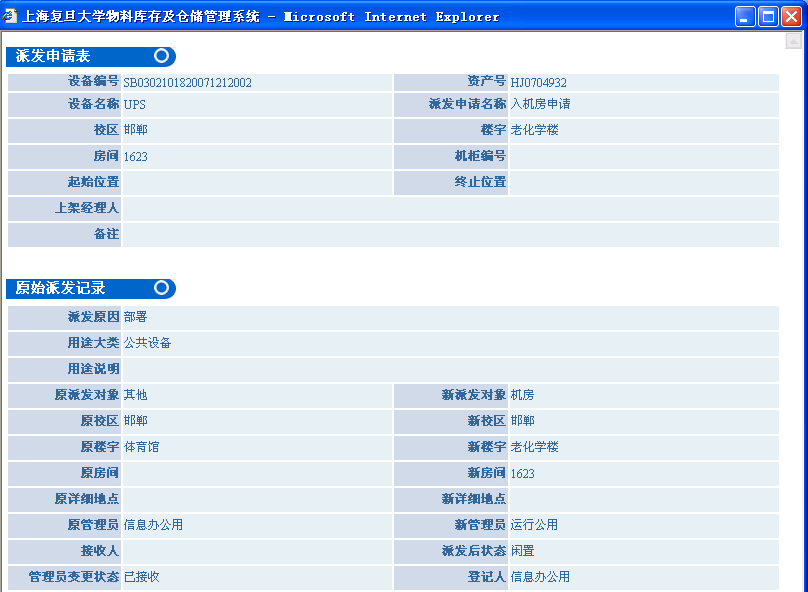 上海复旦大学物料库存及仓储管理系统 - Microsoft Internet Explorer
派发申请表
设备编号 SB0302101820071212002 资产号 HJ0704932
设备名称 UPS 派发申请名称 入机房申请
校区 邯郸 楼宇 老化学楼
房间 1623 机柜编号
起始位置 终止位置
上架经理人
备注
原始派发记录
派发原因 部署
用途大类 公共设备
用途说明
原派发对象 其他 新派发对象 机房
原校区 邯郸 新校区 邯郸
原楼宇 体育馆 新楼宇 老化学楼
原房间 新房间 1623
原详细地点 新详细地点
原管理员 信息办公用 新管理员 运行公用
接收人 派发后状态 闲置
管理员变更状态 已接收 登记人 信息办公用